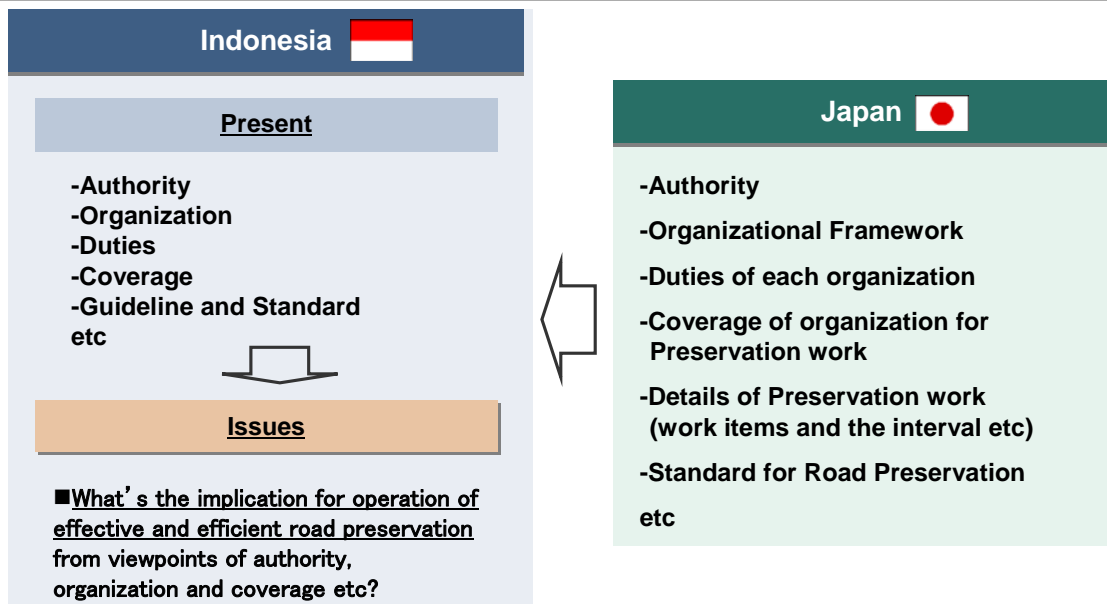 Indonesia
Present
-Authority
-Organization
-Duties
-Coverage
-Guideline and Standard
etc
Issues
■What's the implication for operation of
effective and efficient road preservation
from viewpoints of authority,
organization and coverage etc?
Japan
-Authority
-Organizational Framework
-Duties of each organization
-Coverage of organization for
Preservation work
-Details of Preservation work
(work items and the interval etc)
-Standard for Road Preservation
etc